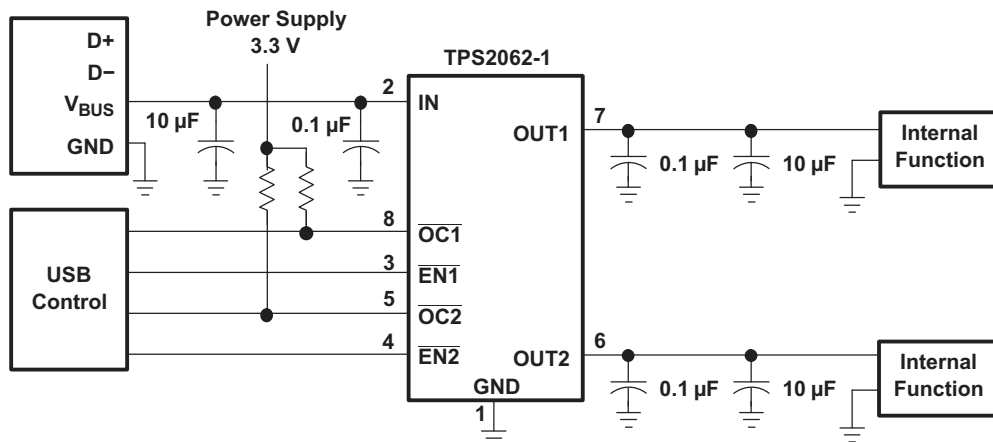 Power Supply
3.3 V
TPS2062-1
D+
D−
V_BUS
GND
10 µF
0.1 µF
2
IN
7
OUT1
0.1 µF
10 µF
Internal
Function
USB
Control
8
OC1
3
EN1
5
OC2
4
EN2
6
OUT2
0.1 µF
10 µF
Internal
Function
GND
1